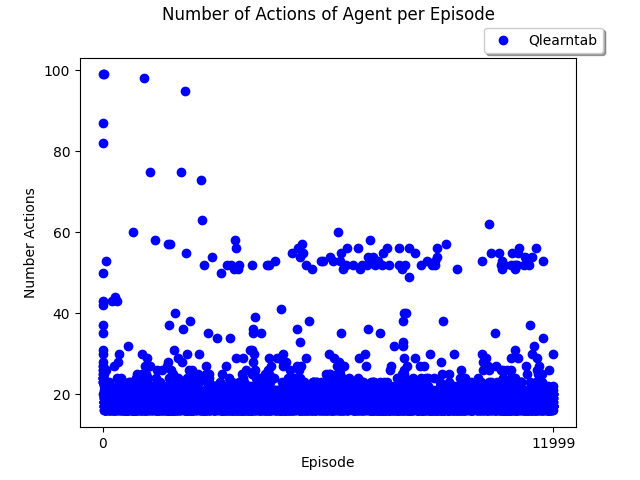 Number of Actions of Agent per Episode
Qlearntab
100
80
60
40
20
Number Actions
0
11999
Episode